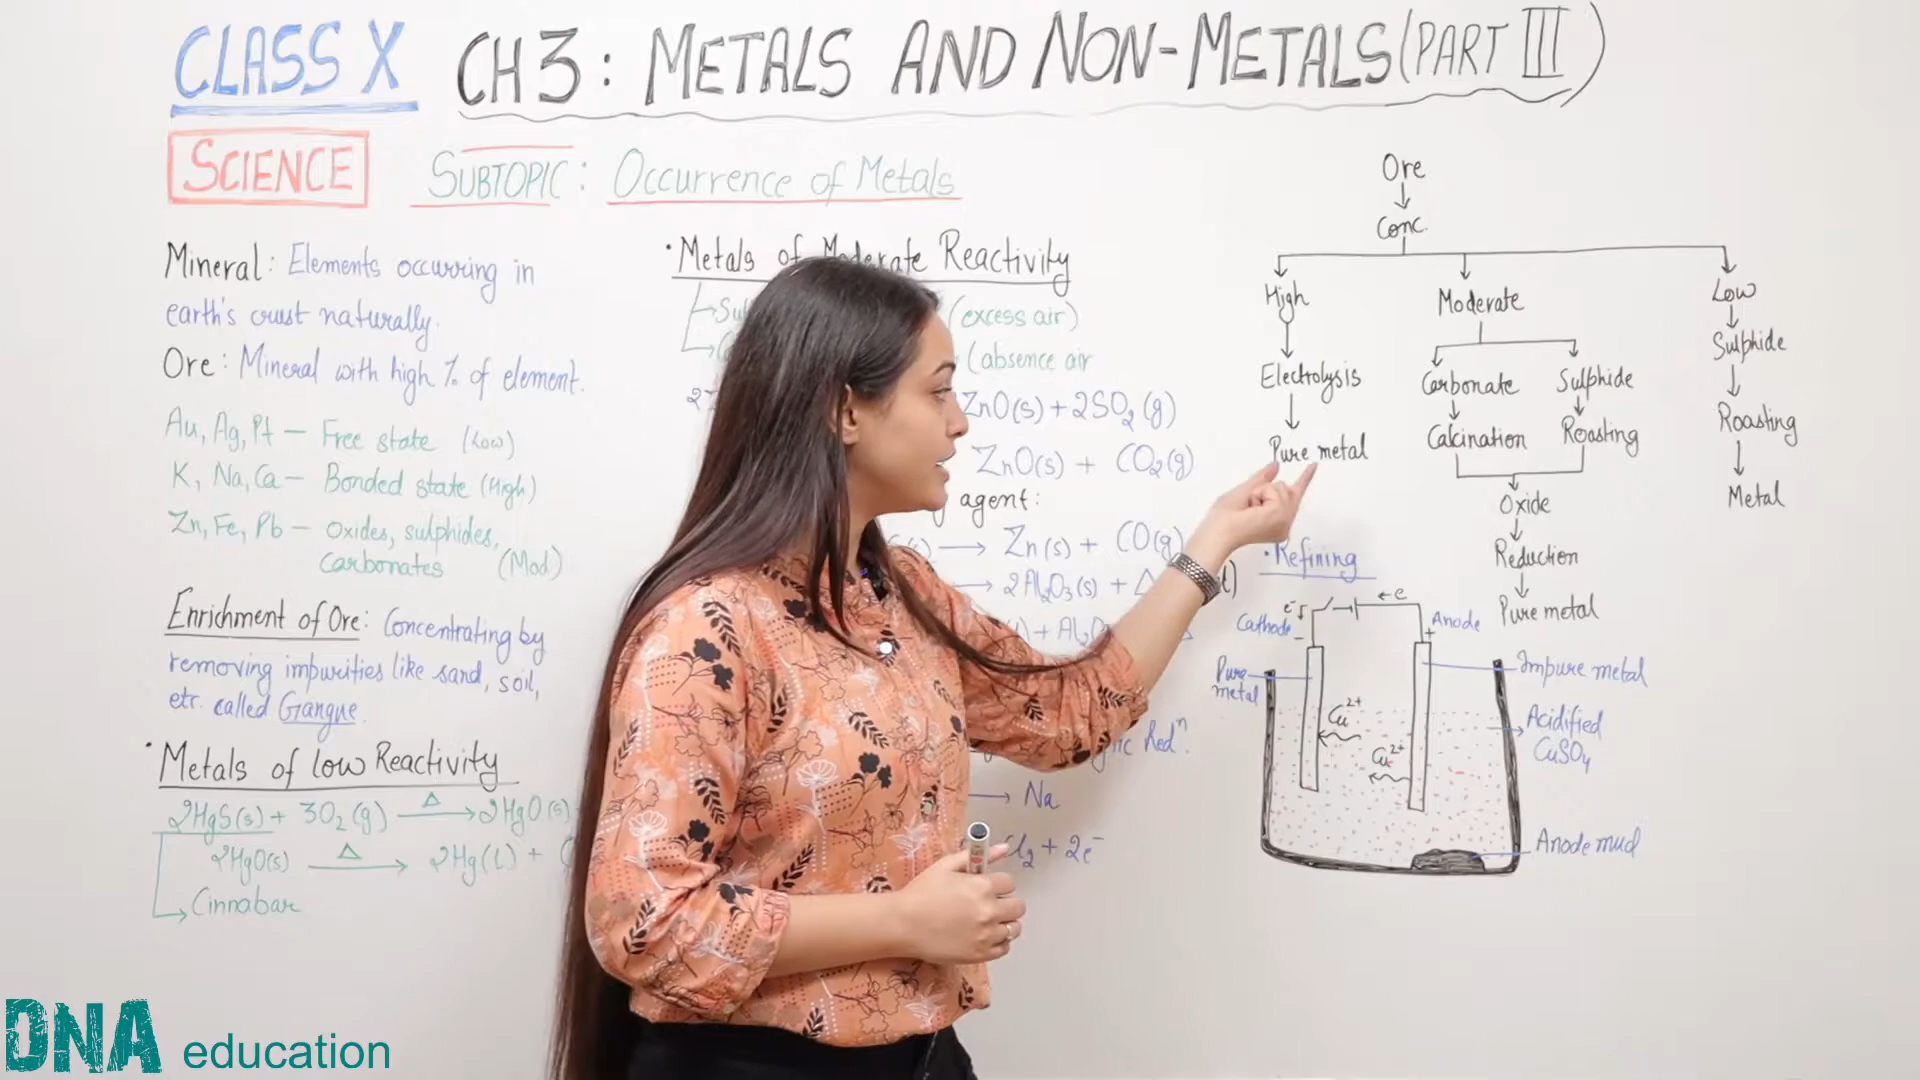 CLASS X CH 3: METALS AND NON-METALS (PART III)
SCIENCE
SUBTOPIC: Occurrence of Metals
Mineral: Elements occurring in
earth's crust naturally.
Ore: Mineral with high % of element.
Au, Ag, Pt — Free state (Low)
K, Na, Ca — Bonded state (High)
Zn, Fe, Pb — Oxides, sulphides,
Carbonates (Mod.)
Enrichment of Ore: Concentrating by
removing impurities like sand, soil,
etc. called Gangue.
• Metals of low Reactivity
2HgS(s) + 3O₂(g) —Δ→ 2HgO(s)
2HgO(s) —Δ→ 2Hg(l) +
Cinnabar
• Metals of Moderate Reactivity
(excess air)
(absence air
ZnO(s) + 2SO₂(g)
ZnO(s) + CO₂(g)
agent:
→ Zn(s) + CO(g)
→ 2Al₂O₃(s) + Δ
→ Na
+ 2e⁻
Ore
Conc.
High Moderate Low
Electrolysis Carbonate Sulphide Sulphide
Pure metal Calcination Roasting Roasting
Oxide Metal
Reduction
Pure metal
• Refining
e⁻ ←e
Cathode − + Anode
Pure metal
Impure metal
Cu²⁺
Cu²⁺
Acidified
CuSO₄
Anode mud
DNA education